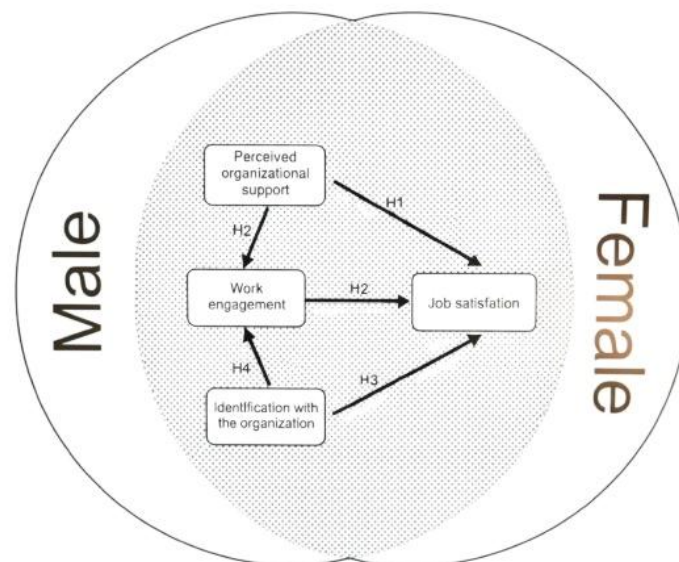 Male
Perceived
organizational
support
H1
H2
Work
engagement
H2
Job satisfation
H4
H3
Identification with
the organization
Female